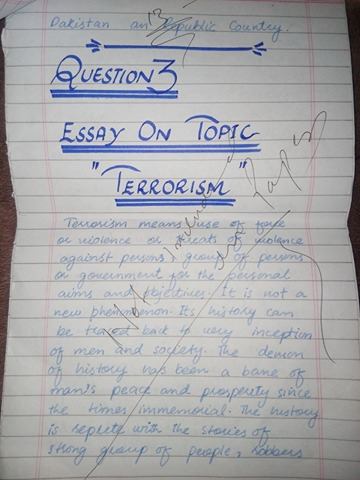 Pakistan an Republic Country.
13
QUESTION 3
ESSAY ON TOPIC
"TERRORISM"
Terrorism means use of force
or violence or threats of violence
against persons, group of persons
or government for the personal
aims and objectives. It is not a
new phenomenon. Its history can
be traced back to very inception
of men and society. The demon
of history has been a bane of
man's peace and prosperity since
the times immemorial. The history
is replete with the stories of
strong group of people, robbers
Not
Paper